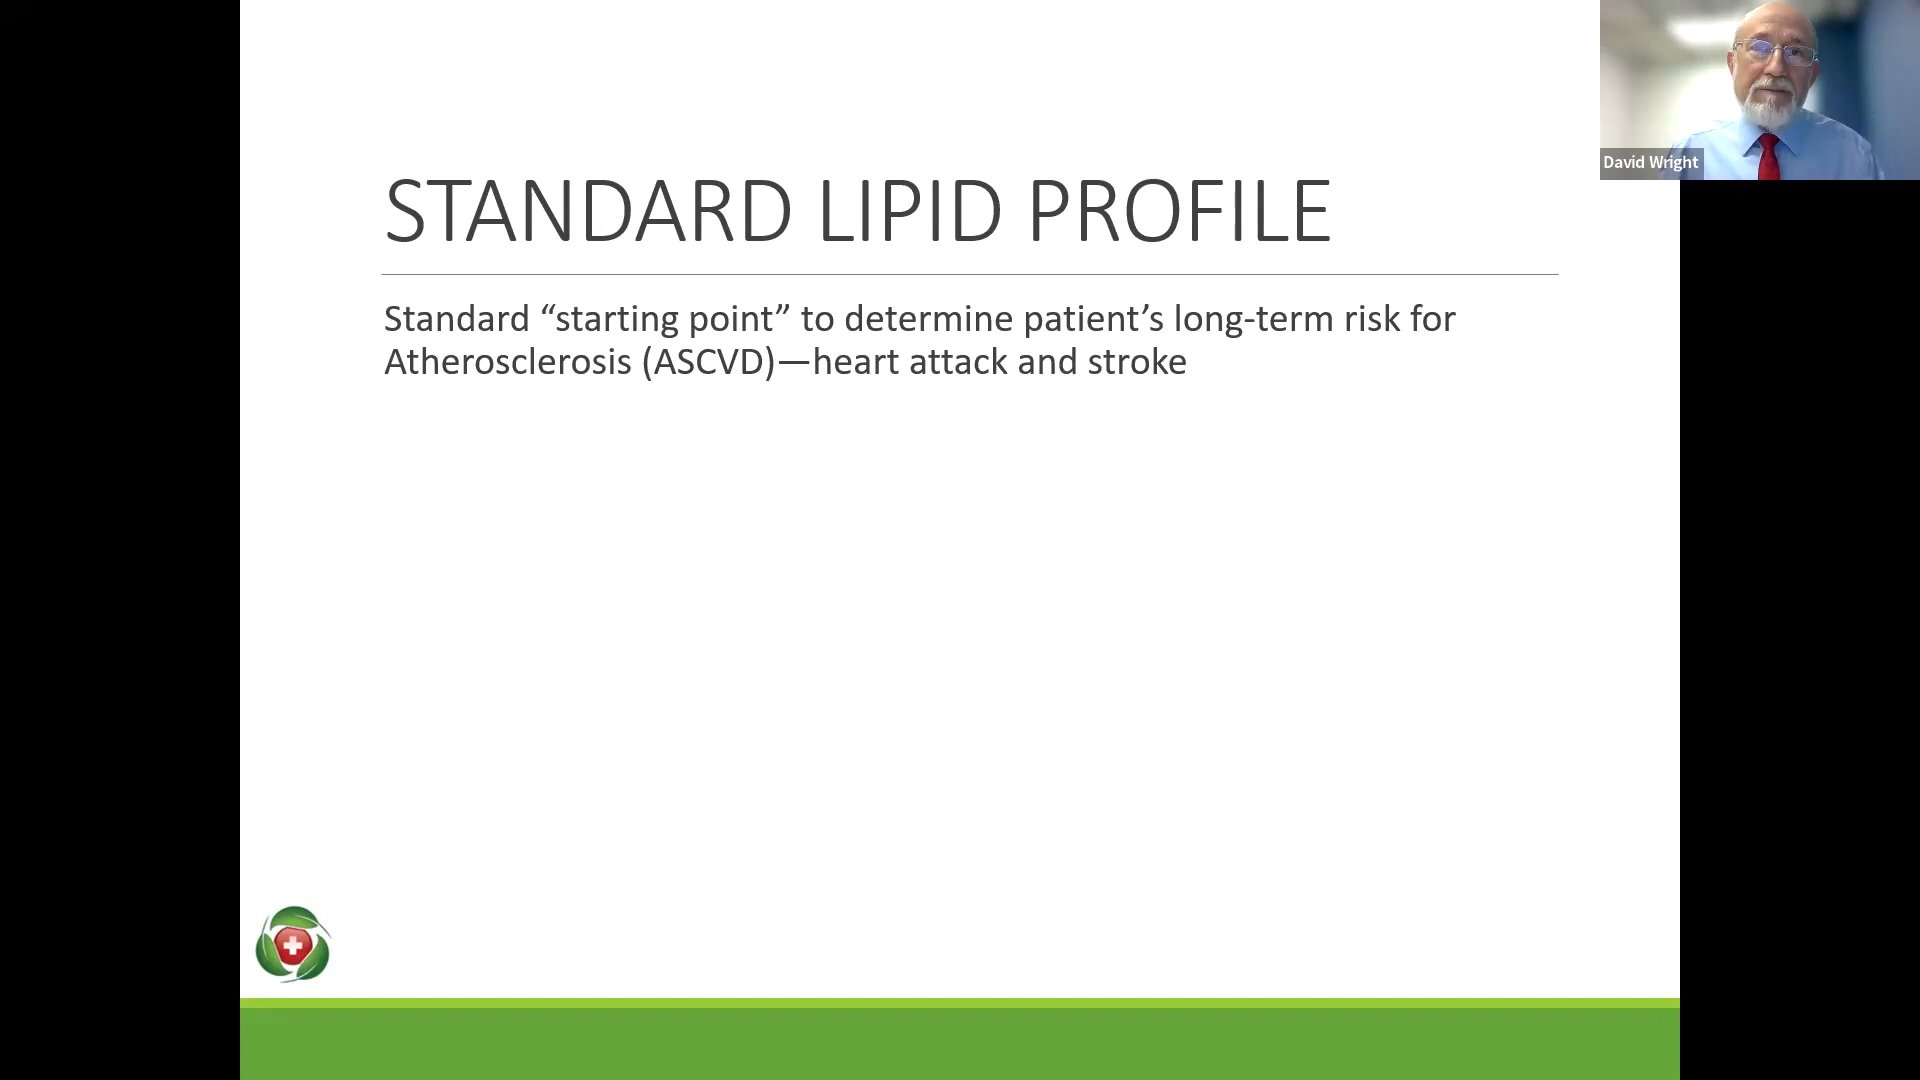 STANDARD LIPID PROFILE
Standard “starting point” to determine patient’s long-term risk for
Atherosclerosis (ASCVD)—heart attack and stroke
David Wright